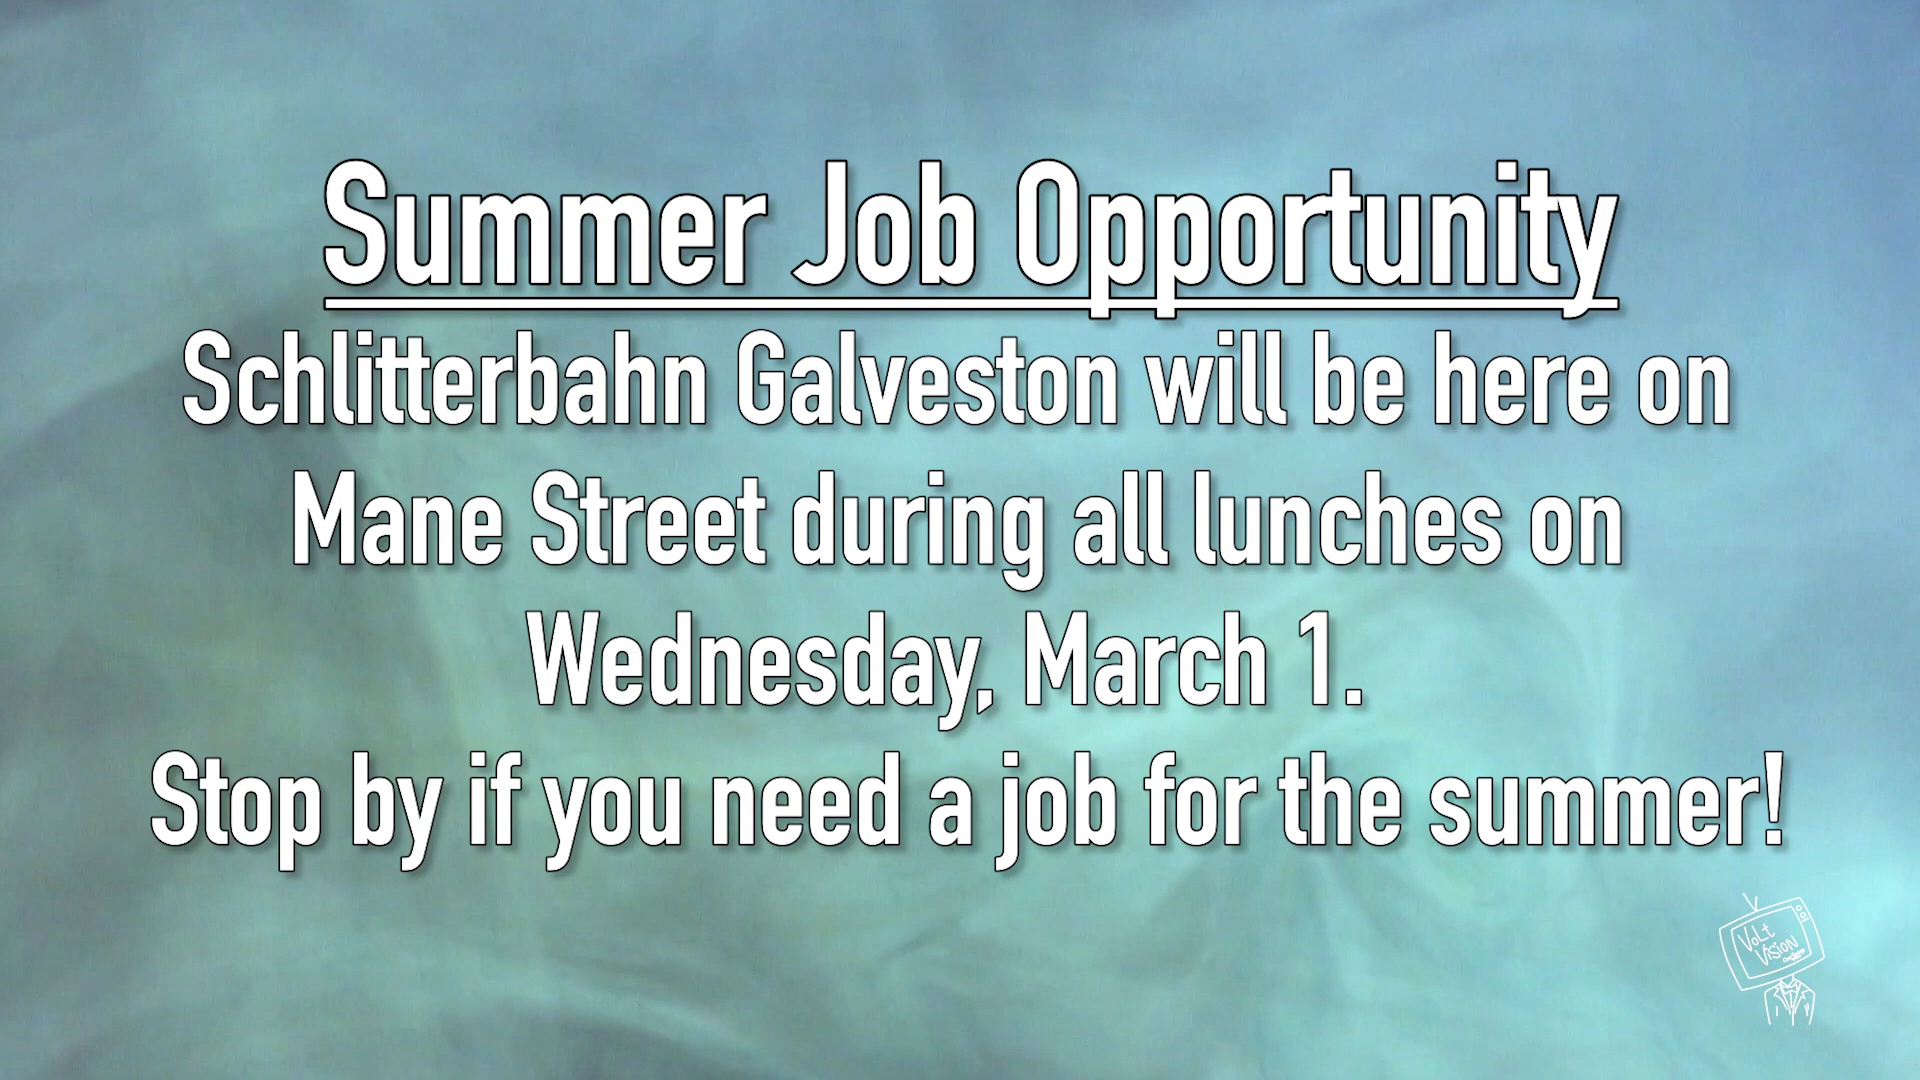 Summer Job Opportunity
Schlitterbahn Galveston will be here on
Mane Street during all lunches on
Wednesday, March 1.
Stop by if you need a job for the summer!
Volt
Vision